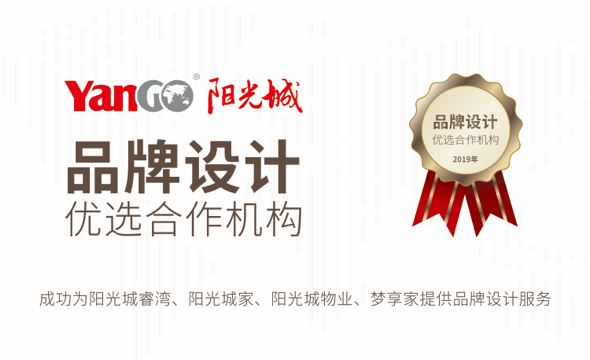 YanGO® 阳光城
品牌设计
优选合作机构
品牌设计
优选合作机构
2019年
成功为阳光城睿湾、阳光城家、阳光城物业、梦享家提供品牌设计服务